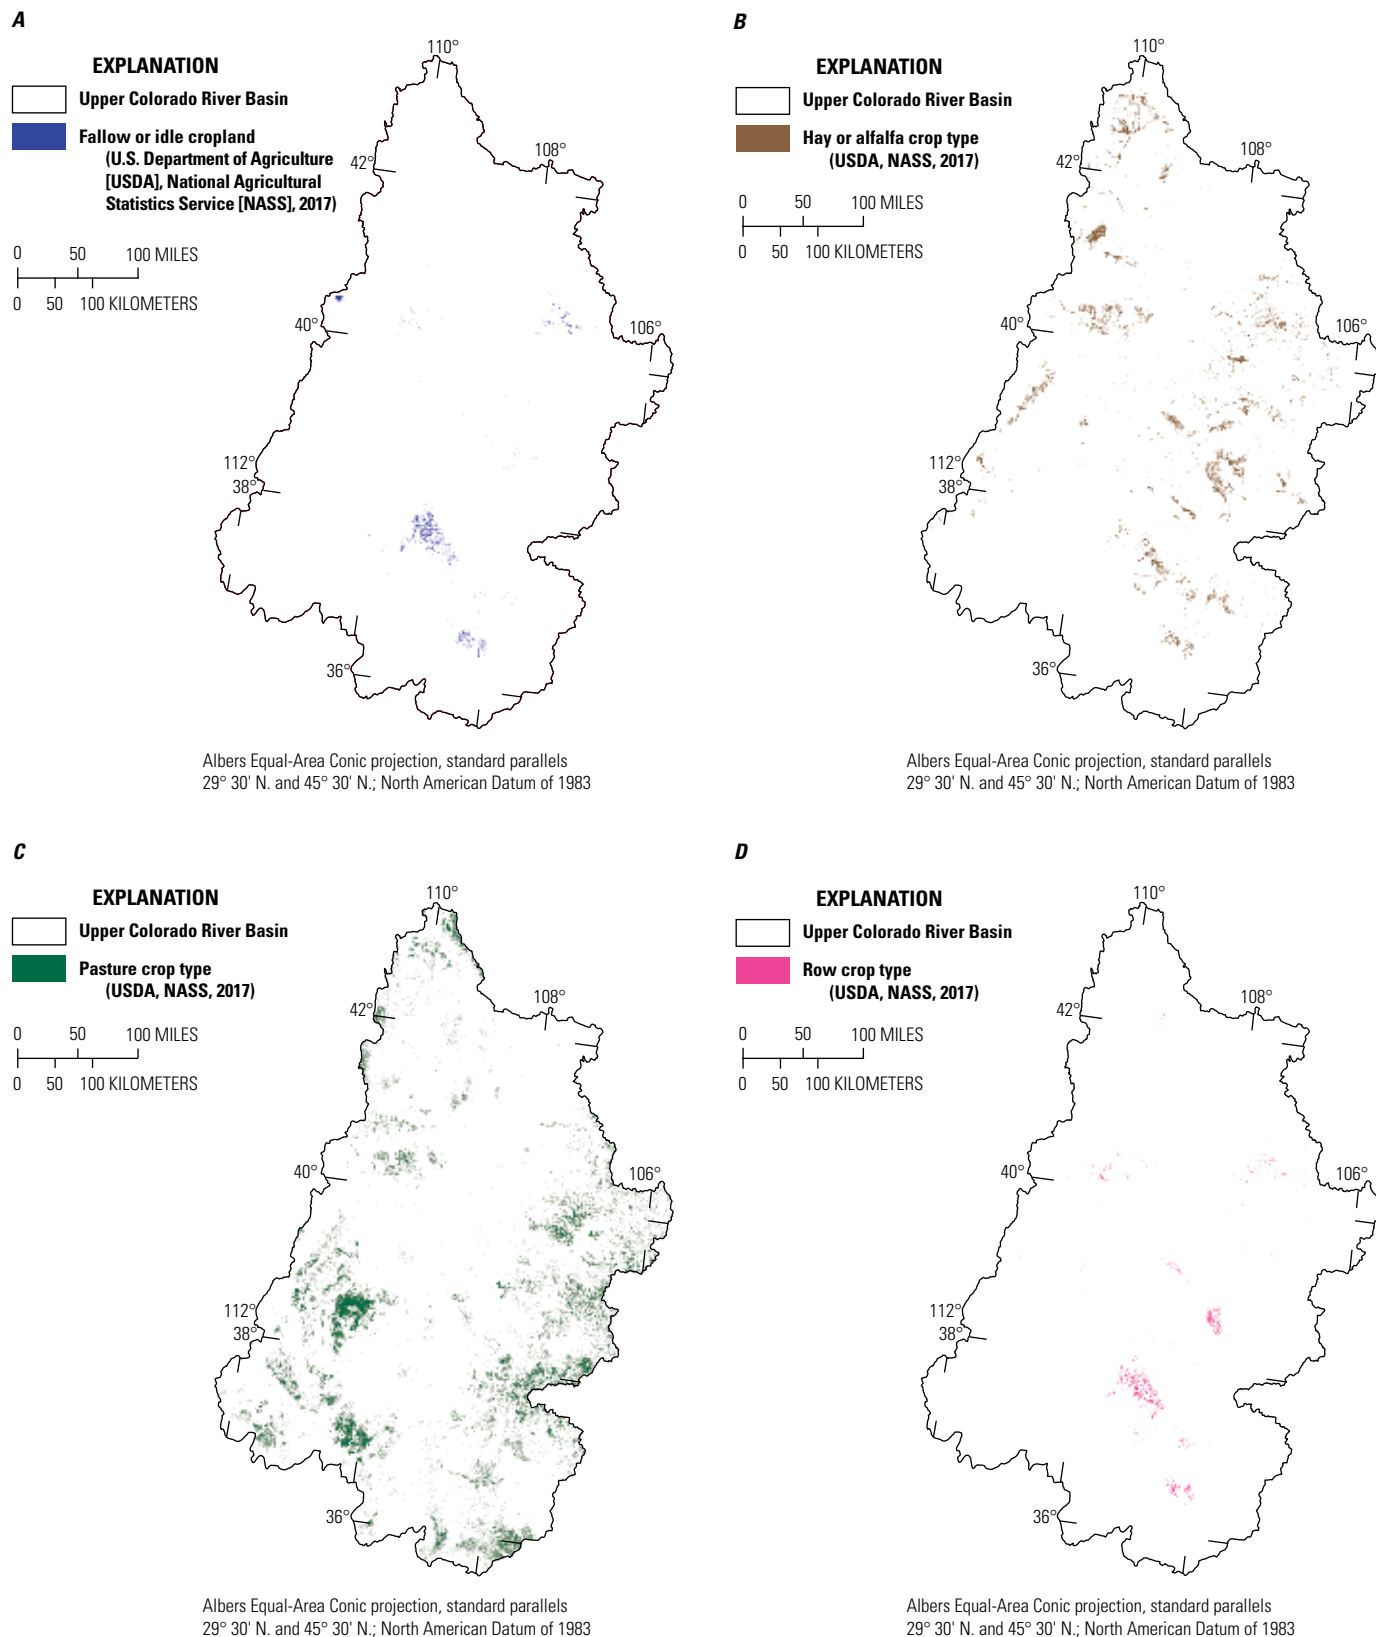 A
EXPLANATION
Upper Colorado River Basin
Fallow or idle cropland
(U.S. Department of Agriculture
[USDA], National Agricultural
Statistics Service [NASS], 2017)
0 50 100 MILES
0 50 100 KILOMETERS
110°
108°
42°
40°
106°
112°
38°
36°
Albers Equal-Area Conic projection, standard parallels
29° 30' N. and 45° 30' N.; North American Datum of 1983
B
EXPLANATION
Upper Colorado River Basin
Hay or alfalfa crop type
(USDA, NASS, 2017)
0 50 100 MILES
0 50 100 KILOMETERS
110°
108°
42°
40°
106°
112°
38°
36°
Albers Equal-Area Conic projection, standard parallels
29° 30' N. and 45° 30' N.; North American Datum of 1983
C
EXPLANATION
Upper Colorado River Basin
Pasture crop type
(USDA, NASS, 2017)
0 50 100 MILES
0 50 100 KILOMETERS
110°
108°
42°
40°
106°
112°
38°
36°
Albers Equal-Area Conic projection, standard parallels
29° 30' N. and 45° 30' N.; North American Datum of 1983
D
EXPLANATION
Upper Colorado River Basin
Row crop type
(USDA, NASS, 2017)
0 50 100 MILES
0 50 100 KILOMETERS
110°
108°
42°
40°
106°
112°
38°
36°
Albers Equal-Area Conic projection, standard parallels
29° 30' N. and 45° 30' N.; North American Datum of 1983